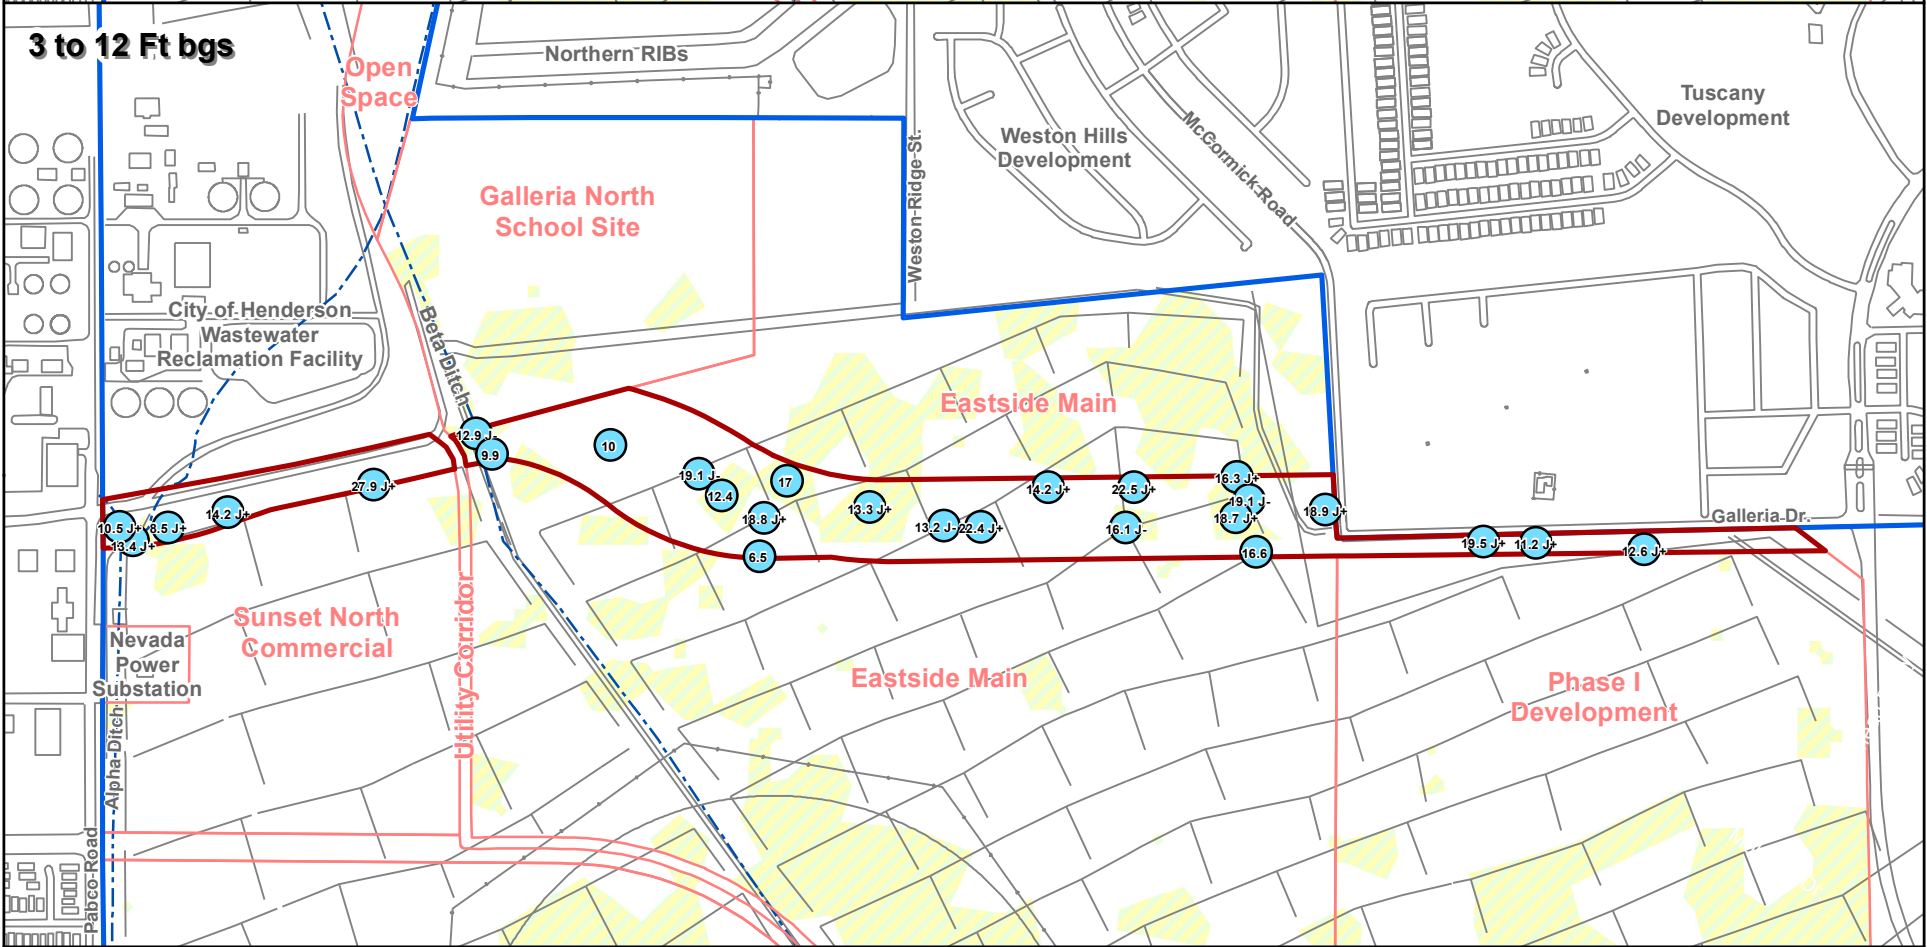 3 to 12 Ft bgs
Open
Space
Northern RIBs
Weston Hills
Development
McCormick Road
Tuscany
Development
Weston Ridge St.
Galleria North
School Site
City of Henderson
Wastewater
Reclamation Facility
Beta Ditch
Eastside Main
12.9 J-
9.9
10
19.1 J-
12.4
17
18.8 J+
6.5
13.3 J+
13.2 J-
22.4 J+
14.2 J+
22.5 J+
16.1 J-
16.3 J+
19.1 J-
18.7 J+
16.6
18.9 J+
19.5 J+
11.2 J+
12.6 J+
Galleria Dr.
27.9 J+
14.2 J+
8.5 J+
10.5 J+
13.4 J+
Sunset North
Commercial
Utility Corridor
Nevada
Power
Substation
Alpha Ditch
Pabco Road
Eastside Main
Phase I
Development
Dr